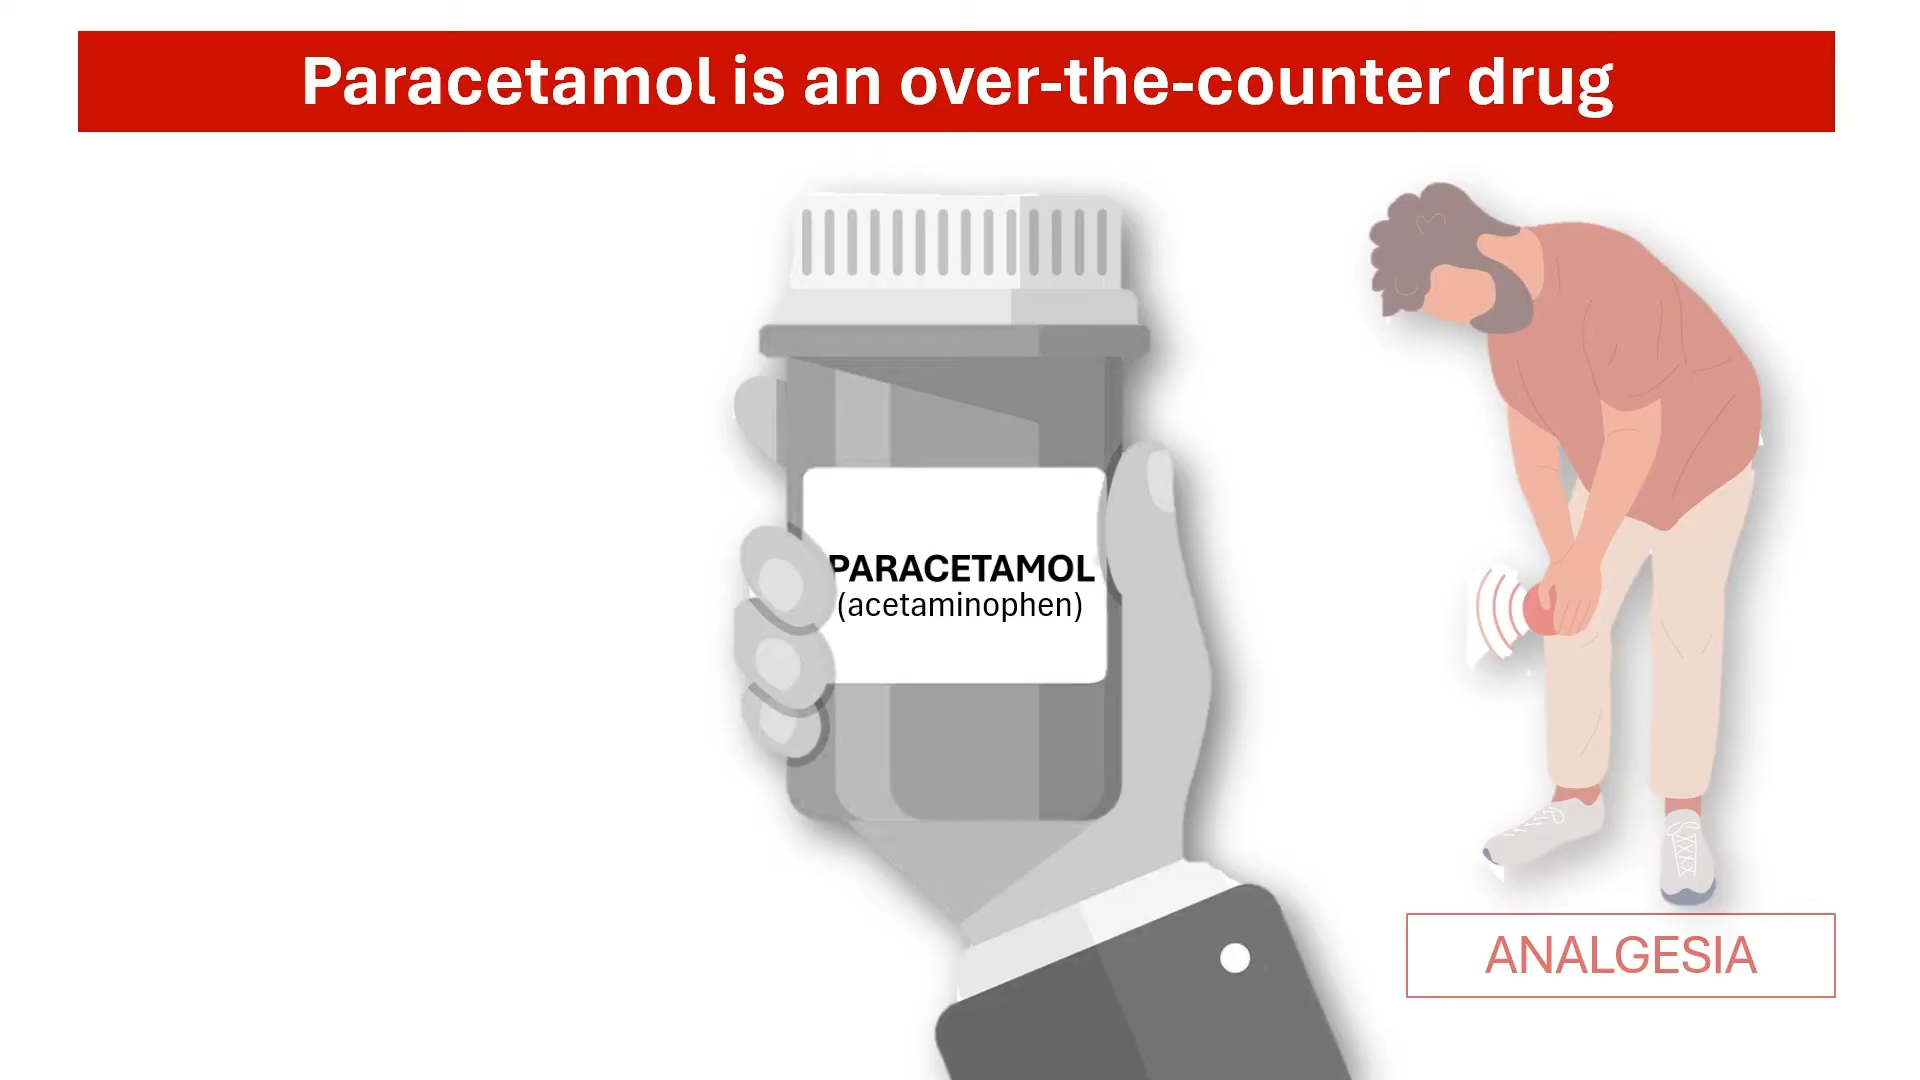 Paracetamol is an over-the-counter drug
PARACETAMOL
(acetaminophen)
ANALGESIA